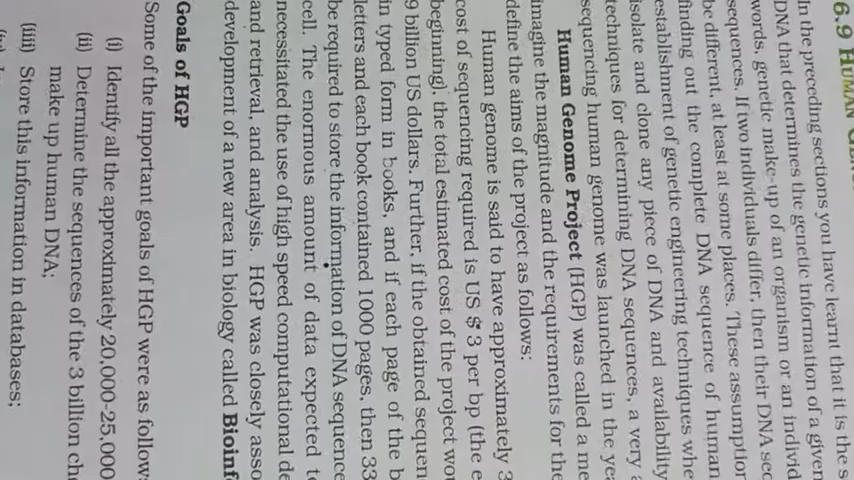 6.9 HUMAN
In the preceding sections you have learnt that it is the s
DNA that determines the genetic information of a given
words, genetic make-up of an organism or an individ
sequences. If two individuals differ, then their DNA sec
be different, at least at some places. These assumption
finding out the complete DNA sequence of human
establishment of genetic engineering techniques whe
isolate and clone any piece of DNA and availability
techniques for determining DNA sequences, a very
sequencing human genome was launched in the yea
Human Genome Project (HGP) was called a me
imagine the magnitude and the requirements for the
define the aims of the project as follows:
Human genome is said to have approximately 3
cost of sequencing required is US $ 3 per bp (the e
beginning), the total estimated cost of the project wou
9 billion US dollars. Further, if the obtained sequen
in typed form in books, and if each page of the b
letters and each book contained 1000 pages, then 33
be required to store the information of DNA sequence
cell. The enormous amount of data expected to
necessitated the use of high speed computational de
and retrieval, and analysis. HGP was closely asso
development of a new area in biology called Bioinf
Goals of HGP
Some of the important goals of HGP were as follow
(i) Identify all the approximately 20,000-25,000
(ii) Determine the sequences of the 3 billion che
make up human DNA;
(iii) Store this information in databases;